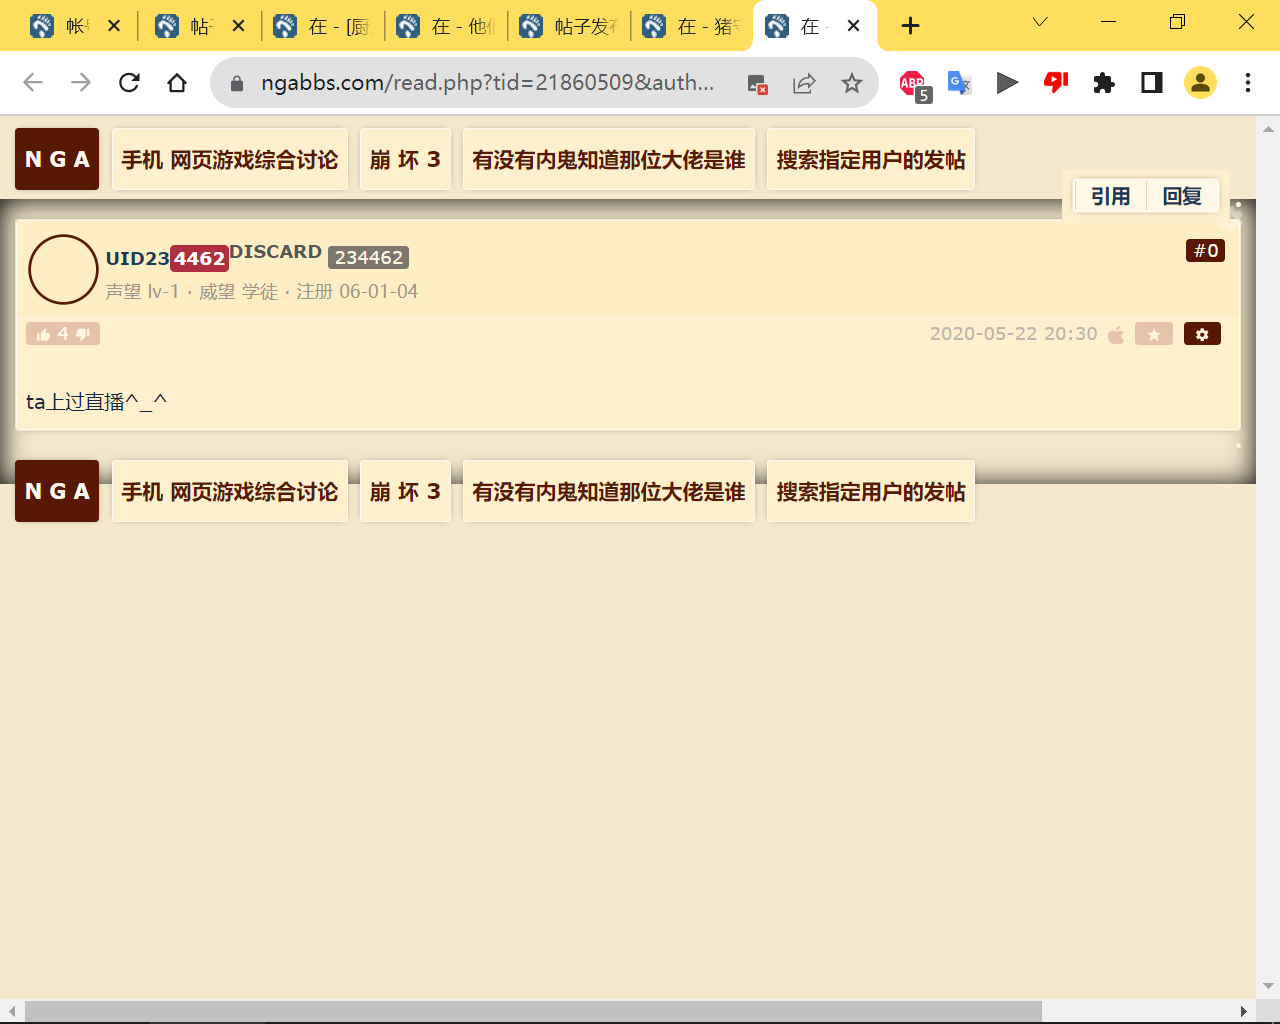 帐 帖 在 - [厨 在 - 他 帖子发 在 - 猪 在 -
ngabbs.com/read.php?tid=21860509&auth...
ABP 5
N G A 手机 网页游戏综合讨论 崩 坏 3 有没有内鬼知道那位大佬是谁 搜索指定用户的发帖
引用 回复
UID234462 DISCARD 234462 #0
声望 lv-1 · 威望 学徒 · 注册 06-01-04
4 2020-05-22 20:30
ta上过直播^_^
N G A 手机 网页游戏综合讨论 崩 坏 3 有没有内鬼知道那位大佬是谁 搜索指定用户的发帖